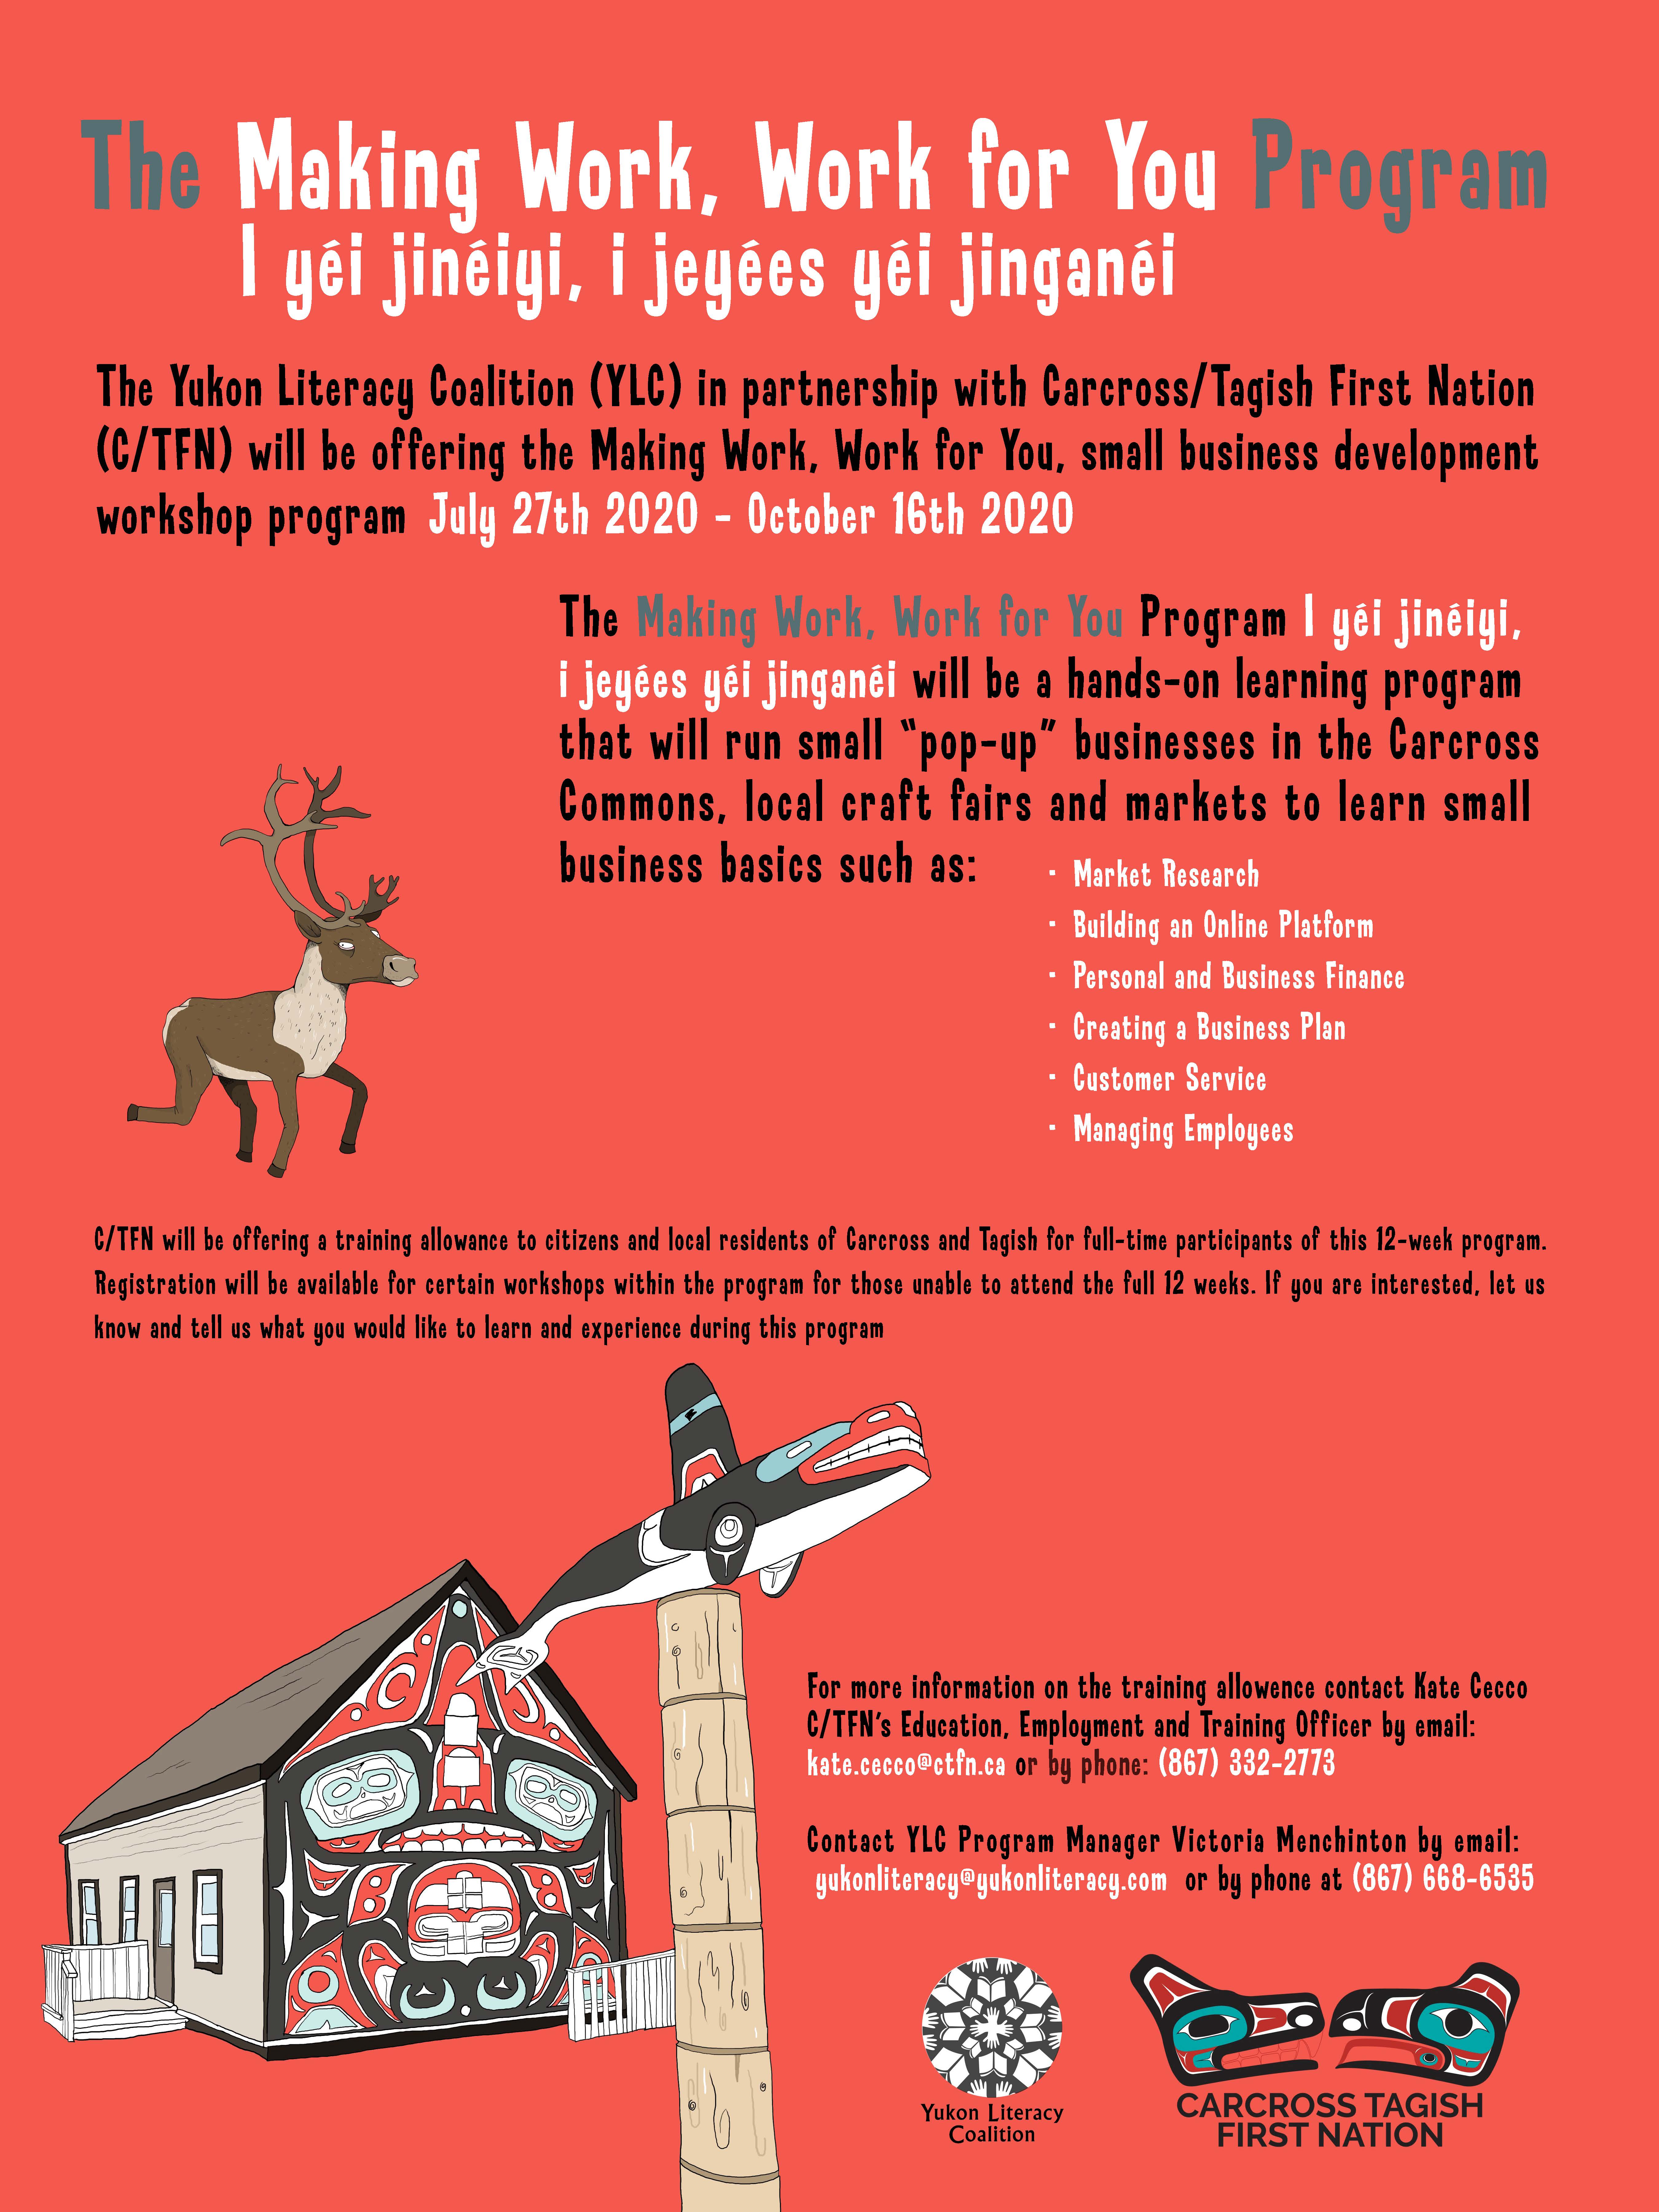 The Making Work, Work for You Program
I yéi jinéiyi, i jeyées yéi jinganéi
The Yukon Literacy Coalition (YLC) in partnership with Carcross/Tagish First Nation
(C/TFN) will be offering the Making Work, Work for You, small business development
workshop program July 27th 2020 - October 16th 2020
The Making Work, Work for You Program I yéi jinéiyi,
i jeyées yéi jinganéi will be a hands-on learning program
that will run small “pop-up” businesses in the Carcross
Commons, local craft fairs and markets to learn small
business basics such as:
- Market Research
- Building an Online Platform
- Personal and Business Finance
- Creating a Business Plan
- Customer Service
- Managing Employees
C/TFN will be offering a training allowance to citizens and local residents of Carcross and Tagish for full-time participants of this 12-week program.
Registration will be available for certain workshops within the program for those unable to attend the full 12 weeks. If you are interested, let us
know and tell us what you would like to learn and experience during this program
For more information on the training allowence contact Kate Cecco
C/TFN’s Education, Employment and Training Officer by email:
kate.cecco@ctfn.ca or by phone: (867) 332-2773
Contact YLC Program Manager Victoria Menchinton by email:
yukonliteracy@yukonliteracy.com or by phone at (867) 668-6535
Yukon Literacy
Coalition
CARCROSS TAGISH
FIRST NATION